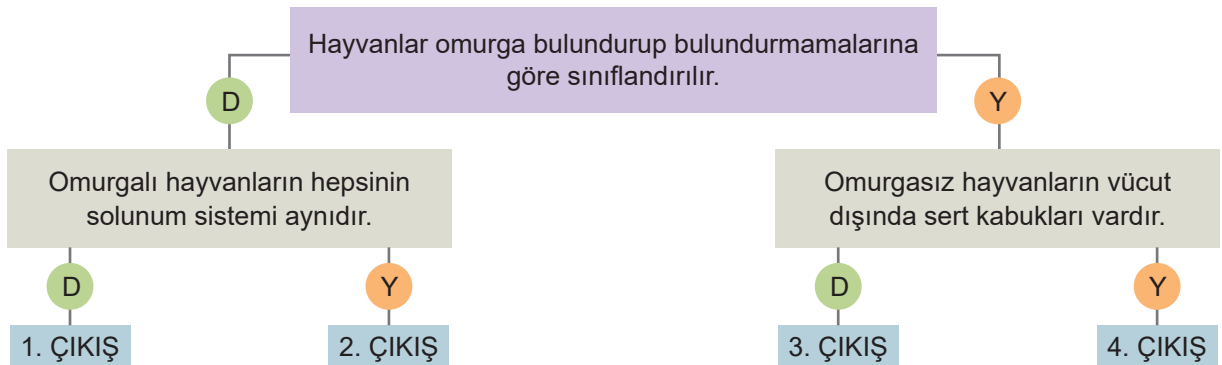 Hayvanlar omurga bulundurup bulundurmamalarına
göre sınıflandırılır.
D
Y
Omurgalı hayvanların hepsinin
solunum sistemi aynıdır.
Omurgasız hayvanların vücut
dışında sert kabukları vardır.
D
Y
D
Y
1. ÇIKIŞ
2. ÇIKIŞ
3. ÇIKIŞ
4. ÇIKIŞ